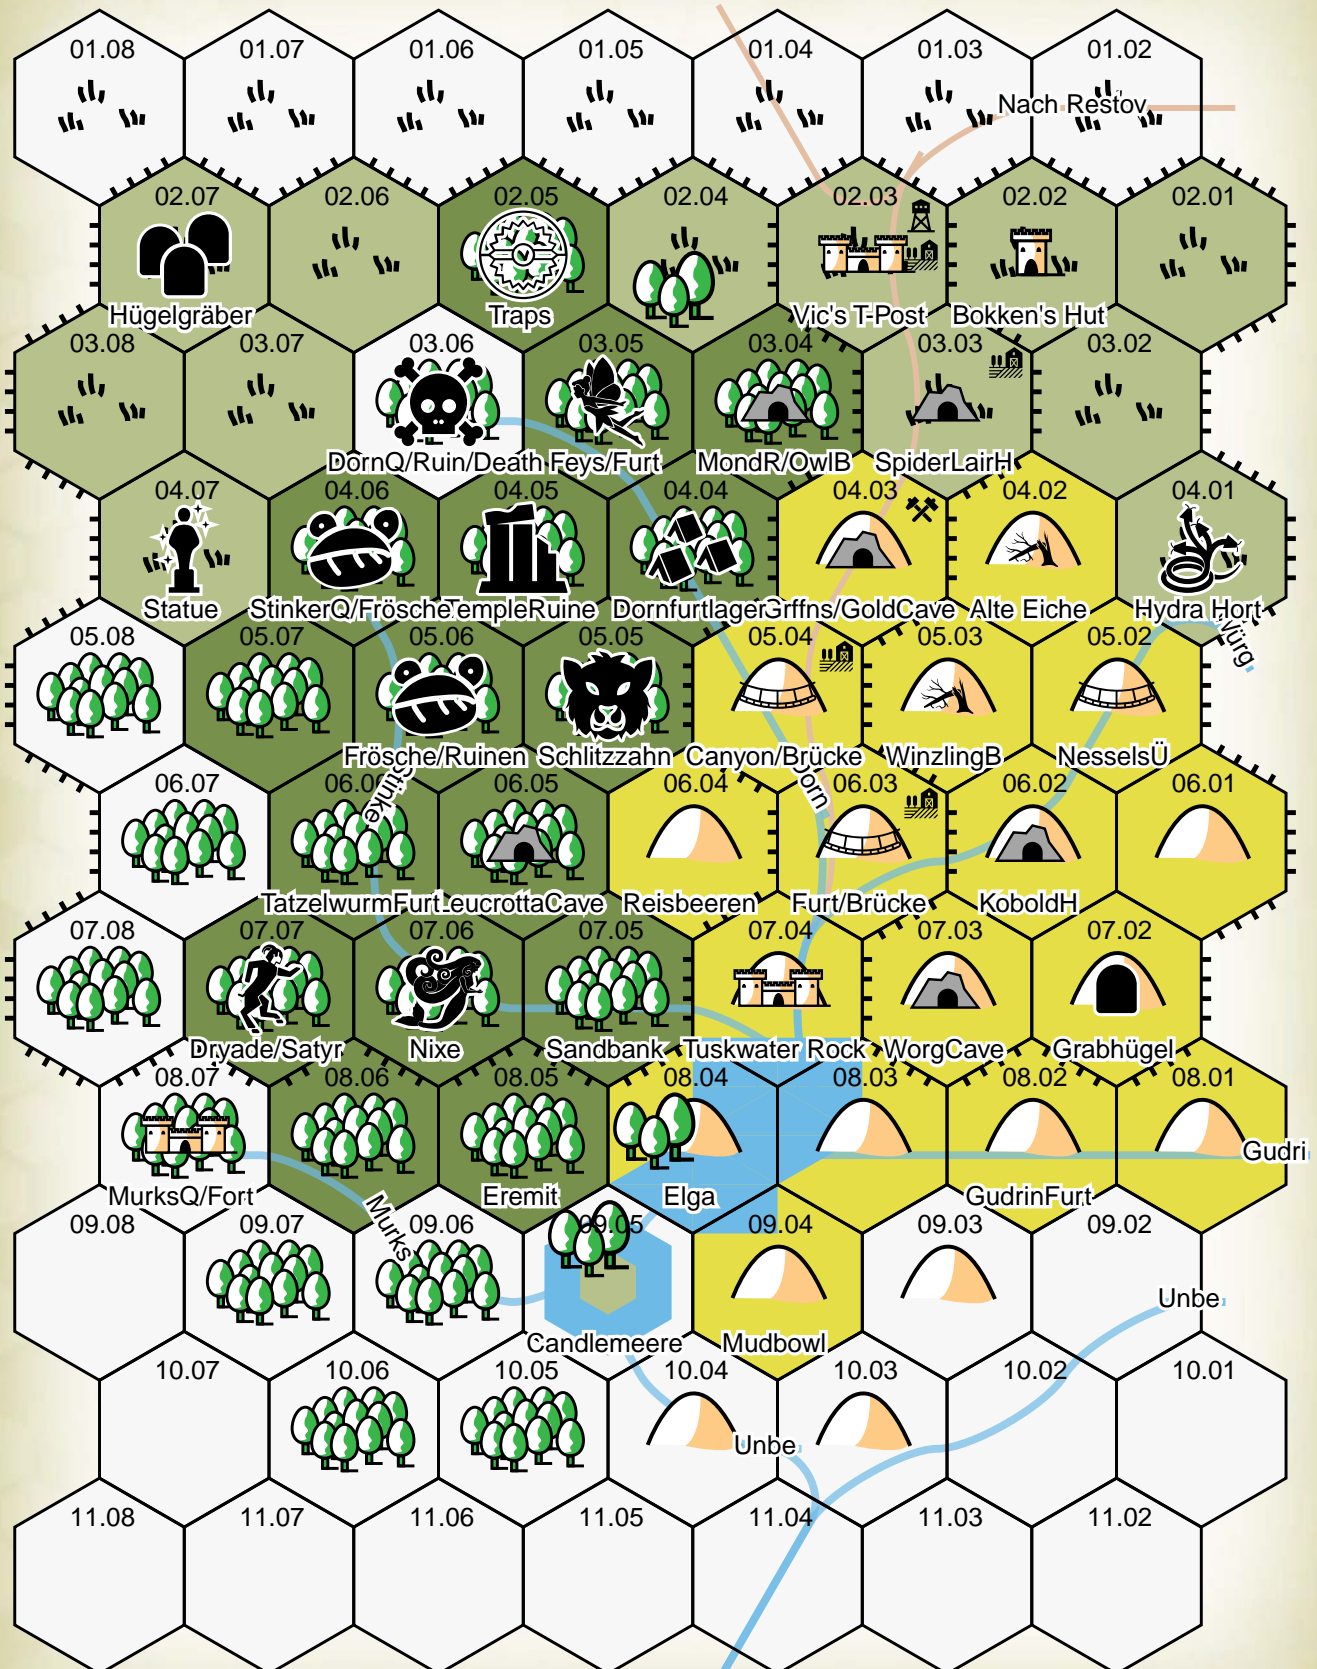 01.08 01.07 01.06 01.05 01.04 01.03 01.02
Nach Restov
02.07 02.06 02.05 02.04 02.03 02.02 02.01
Hügelgräber Traps Vic's T-Post Bokken's Hut
03.08 03.07 03.06 03.05 03.04 03.03 03.02
DornQ/Ruin/Death Feys/Furt MondR/OwlB SpiderLairH
04.07 04.06 04.05 04.04 04.03 04.02 04.01
Statue StinkerQ/Frösche TempleRuine Dornfurtlager Grffns/GoldCave Alte Eiche Hydra Hort
05.08 05.07 05.06 05.05 05.04 05.03 05.02
Frösche/Ruinen Schlitzzahn Canyon/Brücke WinzlingB NesselsÜ
06.07 06.05 06.04 06.03 06.02 06.01
Stinke
TatzelwurmFurt LeucrottaCave Reisbeeren Furt/Brücke KoboldH
07.08 07.07 07.06 07.05 07.04 07.03 07.02
Dryade/Satyr Nixe Sandbank Tuskwater Rock WorgCave Grabhügel
08.07 08.06 08.05 08.04 08.03 08.02 08.01
Gudri
MurksQ/Fort Eremit Elga GudrinFurt
09.08 09.07 09.06 09.05 09.04 09.03 09.02
Murks
Unbe
Candlemeere Mudbowl
10.07 10.06 10.05 10.04 10.03 10.02 10.01
Unbe
11.08 11.07 11.06 11.05 11.04 11.03 11.02